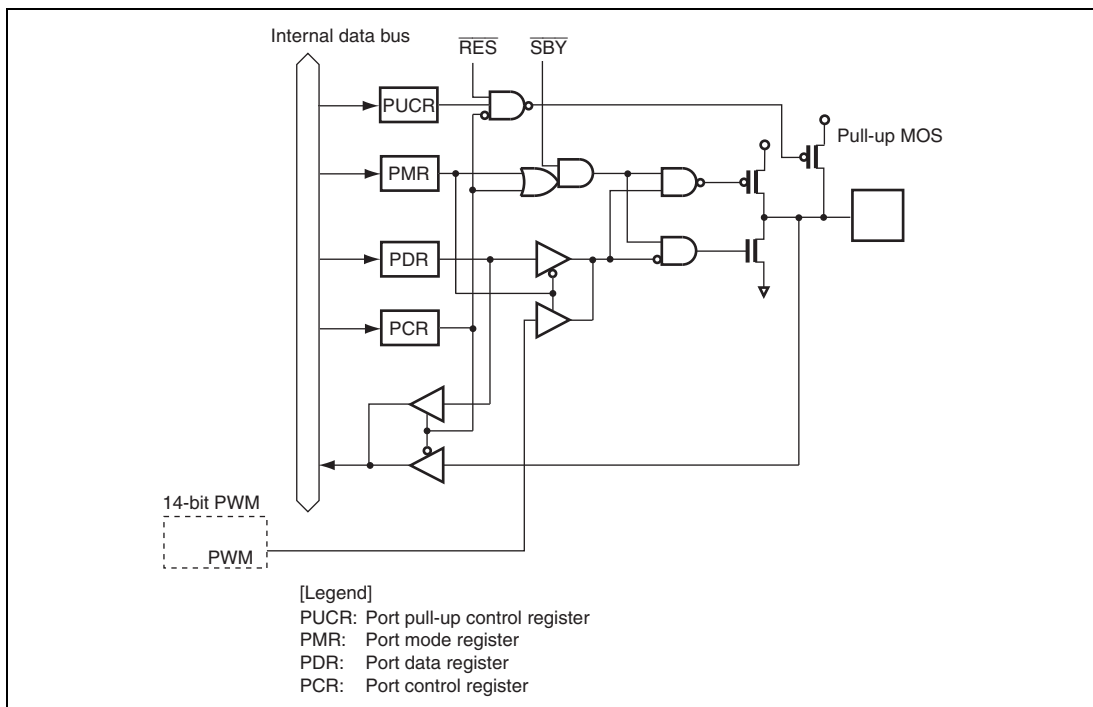 Internal data bus
RES
SBY
PUCR
Pull-up MOS
PMR
PDR
PCR
14-bit PWM
PWM
[Legend]
PUCR: Port pull-up control register
PMR: Port mode register
PDR: Port data register
PCR: Port control register